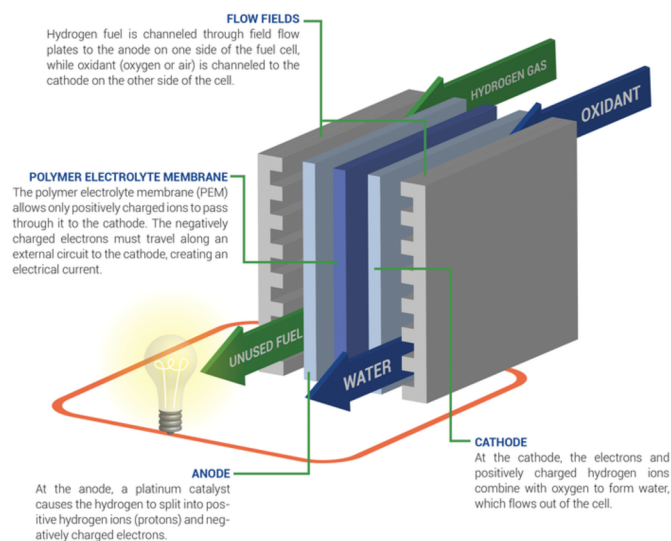 FLOW FIELDS
Hydrogen fuel is channeled through field flow
plates to the anode on one side of the fuel cell,
while oxidant (oxygen or air) is channeled to the
cathode on the other side of the cell.
HYDROGEN GAS
OXIDANT
POLYMER ELECTROLYTE MEMBRANE
The polymer electrolyte membrane (PEM)
allows only positively charged ions to pass
through it to the cathode. The negatively
charged electrons must travel along an
external circuit to the cathode, creating an
electrical current.
UNUSED FUEL
WATER
CATHODE
At the cathode, the electrons and
positively charged hydrogen ions
combine with oxygen to form water,
which flows out of the cell.
ANODE
At the anode, a platinum catalyst
causes the hydrogen to split into pos-
itive hydrogen ions (protons) and neg-
atively charged electrons.